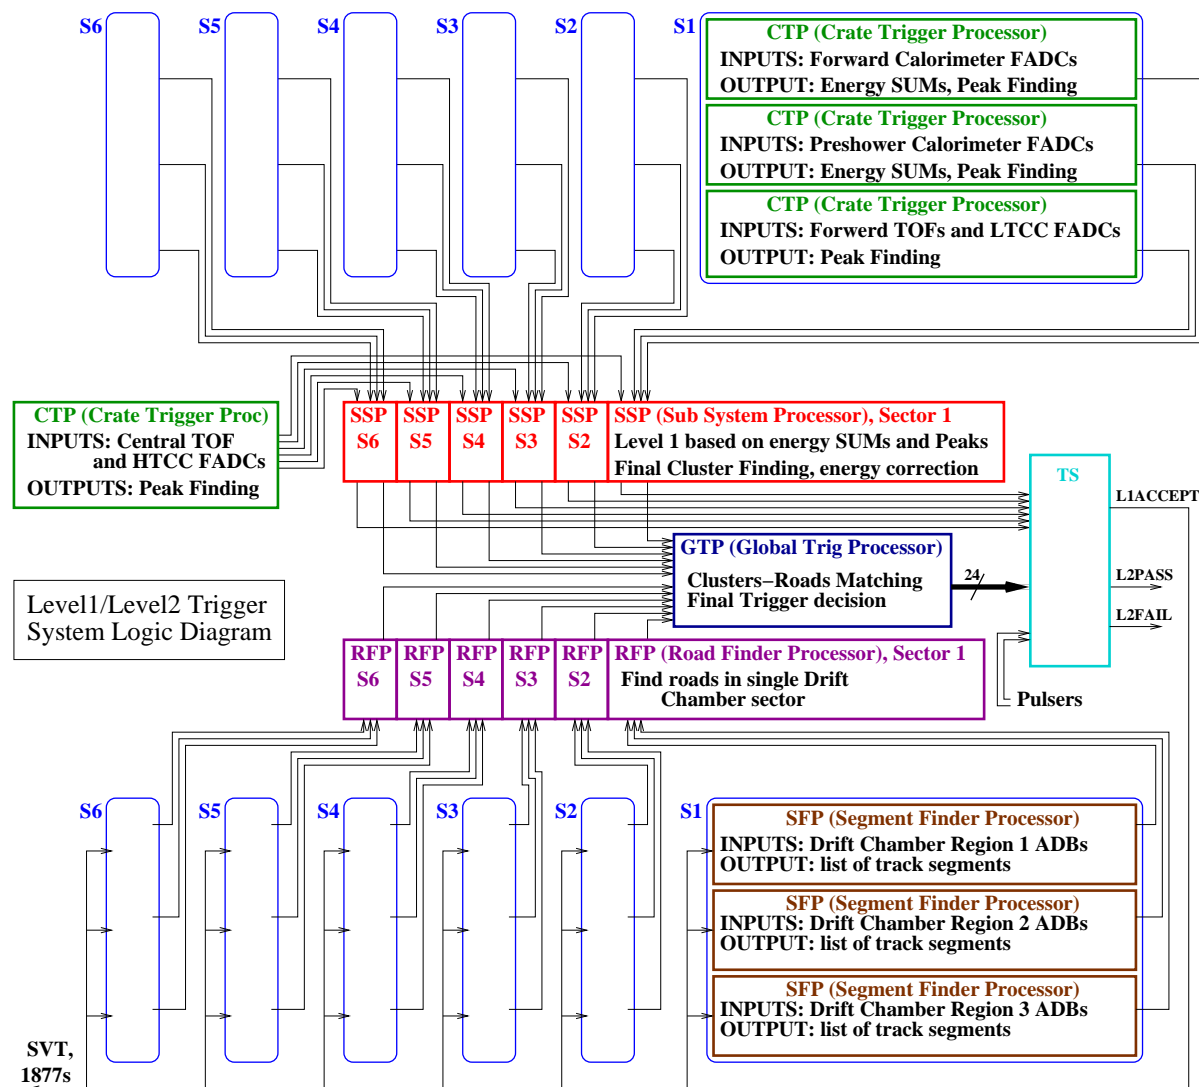 S6 S5 S4 S3 S2 S1
CTP (Crate Trigger Processor)
INPUTS: Forward Calorimeter FADCs
OUTPUT: Energy SUMs, Peak Finding
CTP (Crate Trigger Processor)
INPUTS: Preshower Calorimeter FADCs
OUTPUT: Energy SUMs, Peak Finding
CTP (Crate Trigger Processor)
INPUTS: Forwerd TOFs and LTCC FADCs
OUTPUT: Peak Finding
CTP (Crate Trigger Proc)
INPUTS: Central TOF
and HTCC FADCs
OUTPUTS: Peak Finding
SSP SSP SSP SSP SSP SSP (Sub System Processor), Sector 1
S6 S5 S4 S3 S2 Level 1 based on energy SUMs and Peaks
Final Cluster Finding, energy correction
TS
L1ACCEPT
GTP (Global Trig Processor)
Clusters–Roads Matching
Final Trigger decision
24
L2PASS
L2FAIL
Level1/Level2 Trigger
System Logic Diagram
RFP RFP RFP RFP RFP RFP (Road Finder Processor), Sector 1
S6 S5 S4 S3 S2 Find roads in single Drift
Chamber sector
Pulsers
S6 S5 S4 S3 S2 S1
SFP (Segment Finder Processor)
INPUTS: Drift Chamber Region 1 ADBs
OUTPUT: list of track segments
SFP (Segment Finder Processor)
INPUTS: Drift Chamber Region 2 ADBs
OUTPUT: list of track segments
SFP (Segment Finder Processor)
INPUTS: Drift Chamber Region 3 ADBs
OUTPUT: list of track segments
SVT,
1877s